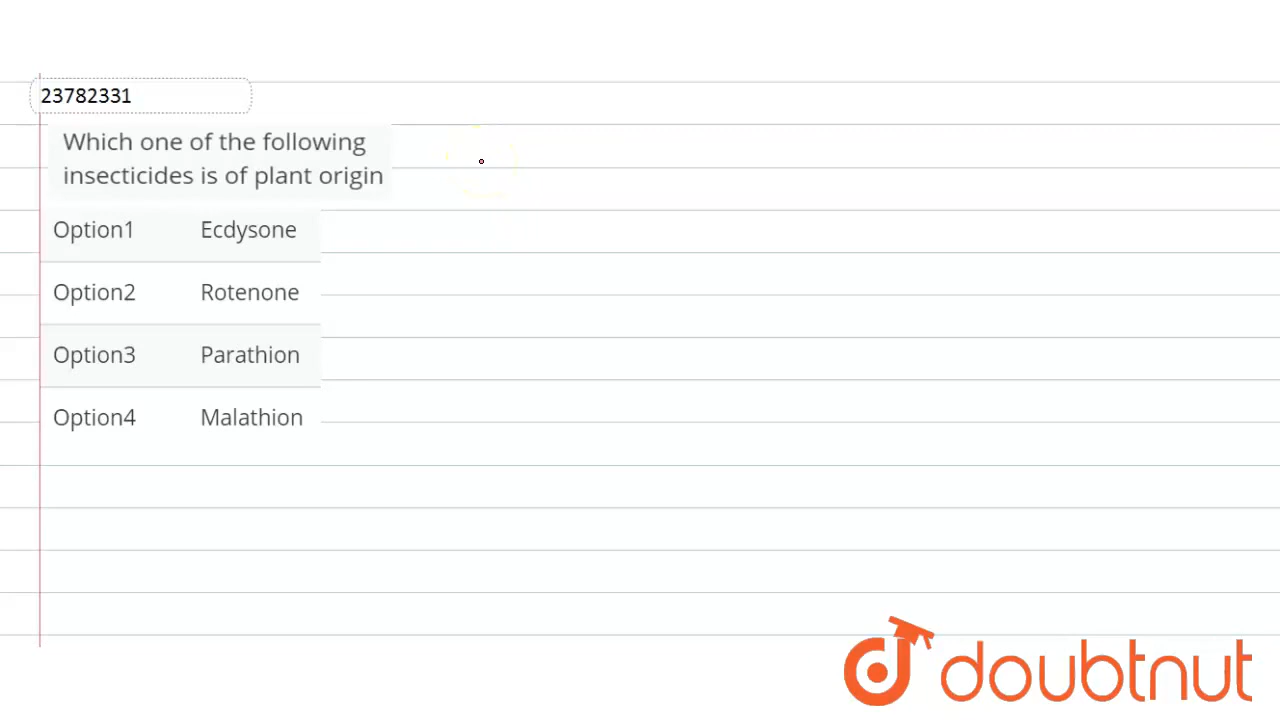 23782331
Which one of the following
insecticides is of plant origin
Option1 Ecdysone
Option2 Rotenone
Option3 Parathion
Option4 Malathion
doubtnut